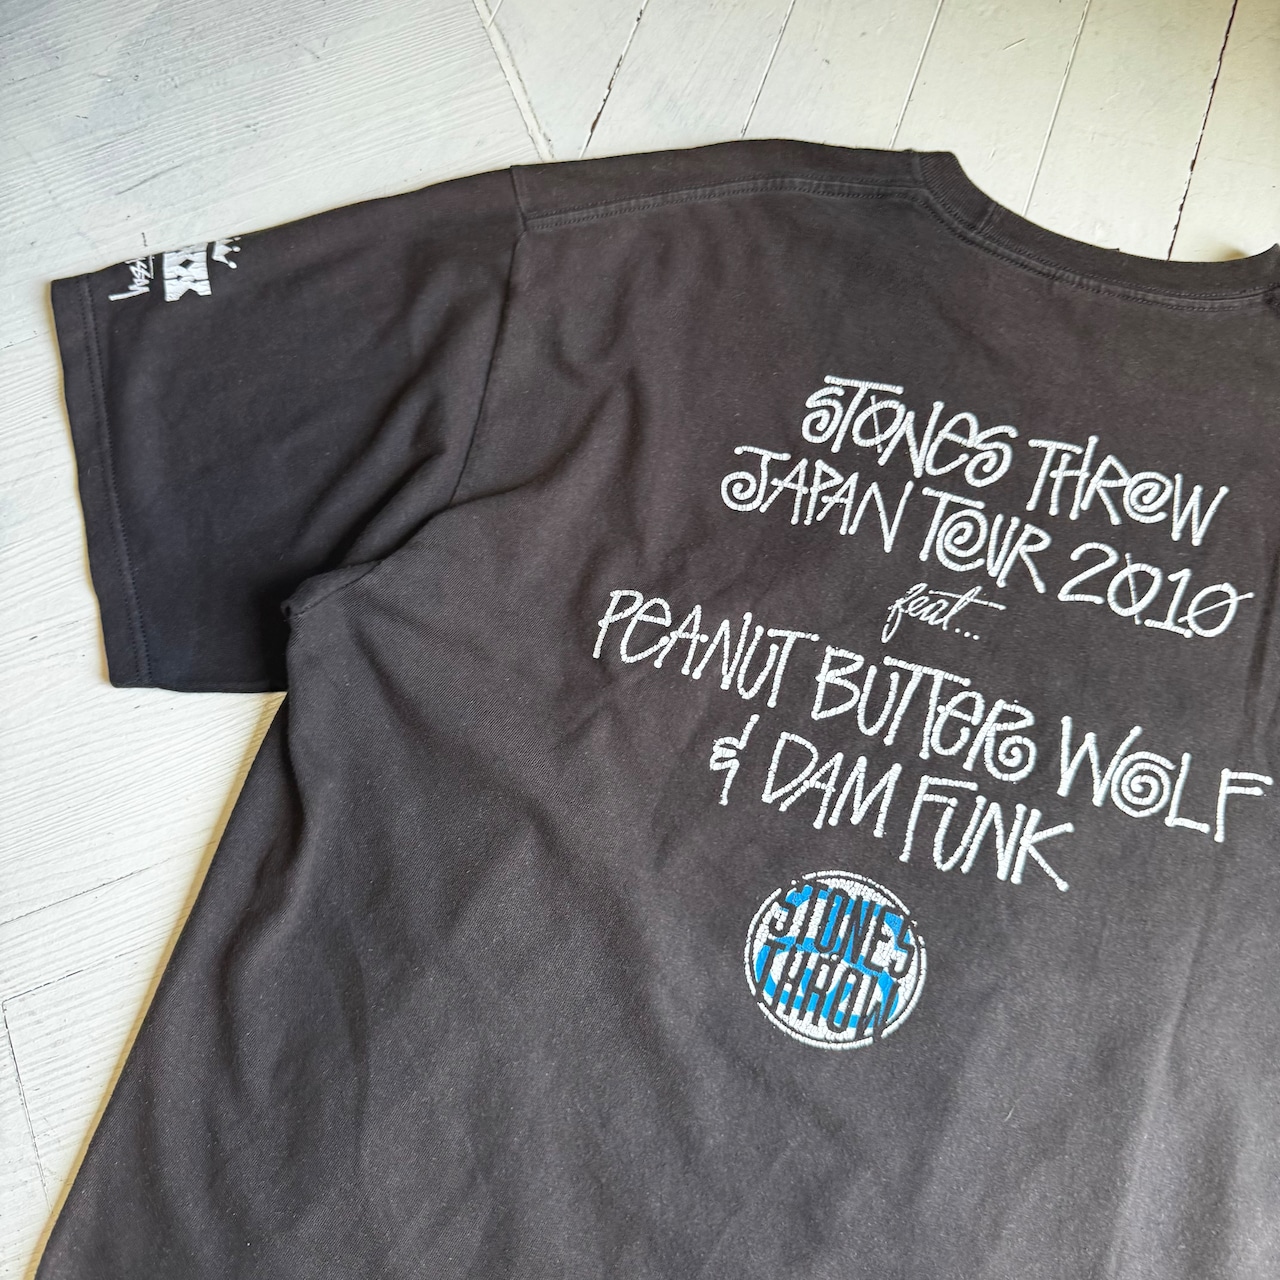 STONES THROW
JAPAN TOUR 2010
feat...
PEANUT BUTTER WOLF
& DAM FUNK
STONES
THROW